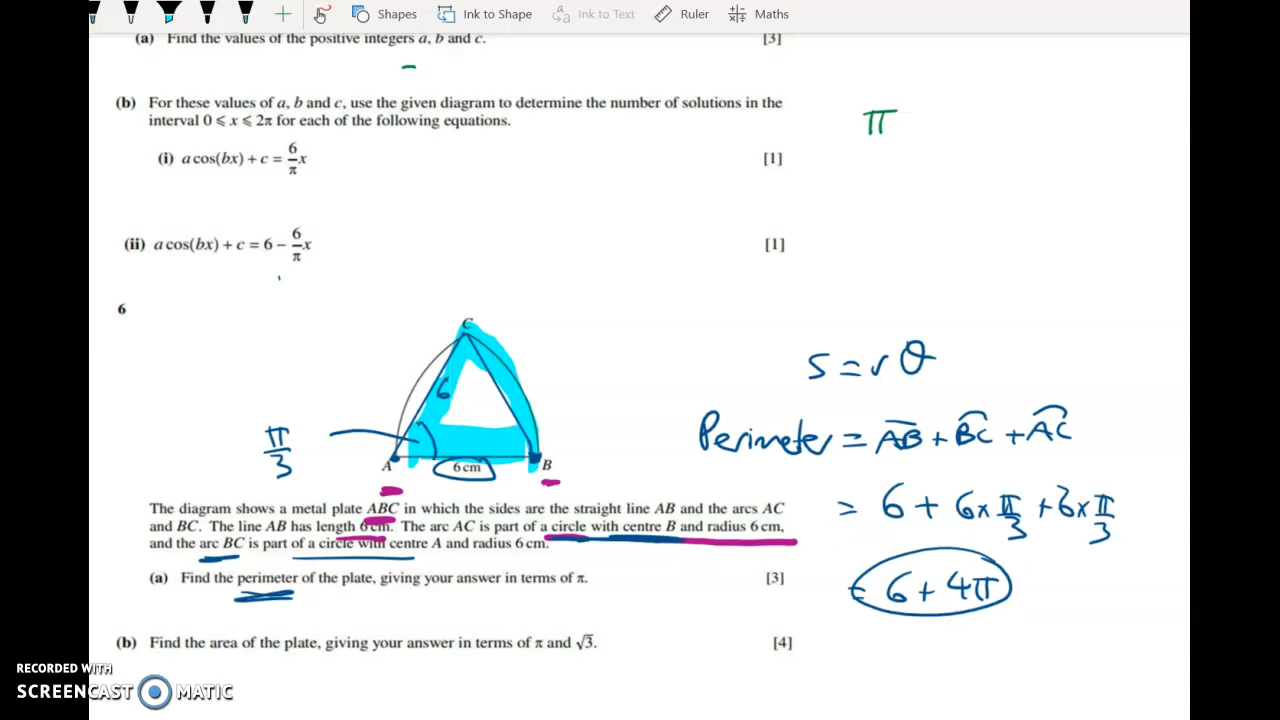 Shapes Ink to Shape Ink to Text Ruler Maths
(a) Find the values of the positive integers a, b and c. [3]
(b) For these values of a, b and c, use the given diagram to determine the number of solutions in the
interval 0 ⩽ x ⩽ 2π for each of the following equations.
π
(i) a cos(bx) + c = 6/π x [1]
(ii) a cos(bx) + c = 6 − 6/π x [1]
6
C
6
π/3
A 6 cm B
s = rθ
Perimeter = AB + BC + AC
= 6 + 6 × π/3 + 6 × π/3
= 6 + 4π
The diagram shows a metal plate ABC in which the sides are the straight line AB and the arcs AC
and BC. The line AB has length 6 cm. The arc AC is part of a circle with centre B and radius 6 cm,
and the arc BC is part of a circle with centre A and radius 6 cm.
(a) Find the perimeter of the plate, giving your answer in terms of π. [3]
(b) Find the area of the plate, giving your answer in terms of π and √3. [4]
RECORDED WITH
SCREENCAST MATIC